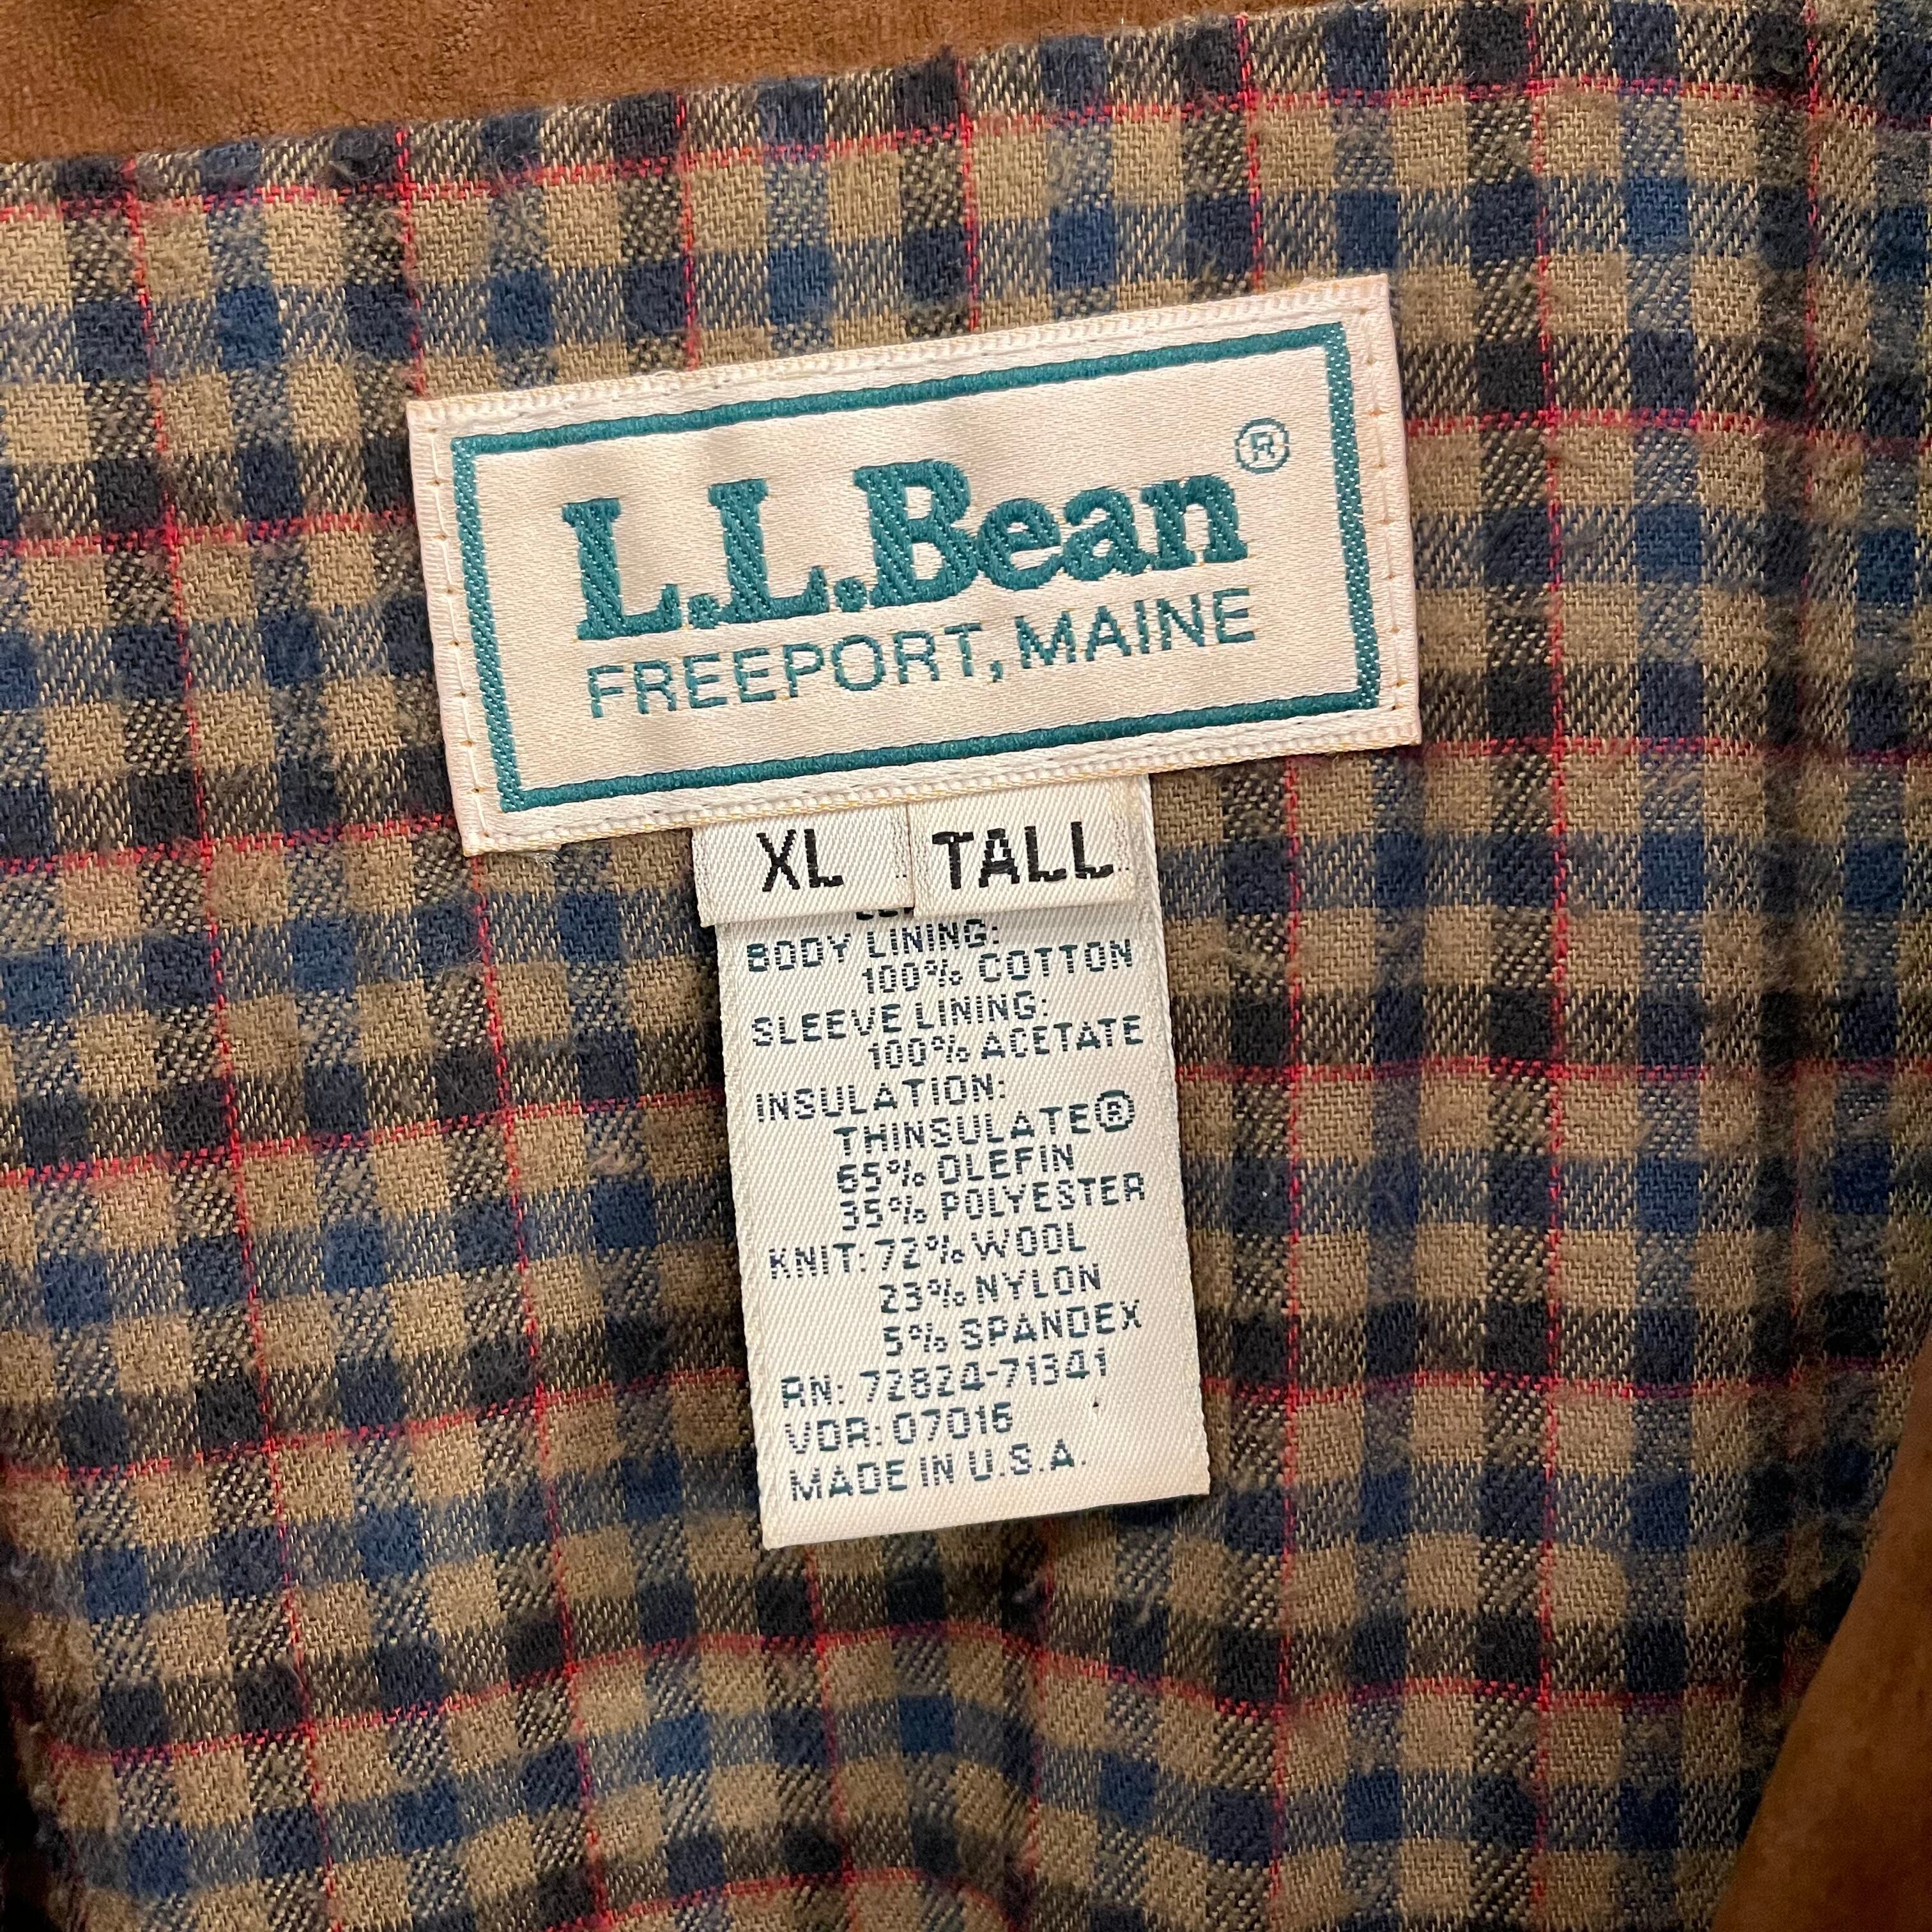 L.L.Bean®
FREEPORT, MAINE
XL TALL
BODY LINING:
100% COTTON
SLEEVE LINING:
100% ACETATE
INSULATION:
THINSULATE®
65% OLEFIN
35% POLYESTER
KNIT: 72% WOOL
23% NYLON
5% SPANDEX
RN: 72824-71341
VDR: 07016
MADE IN U.S.A.